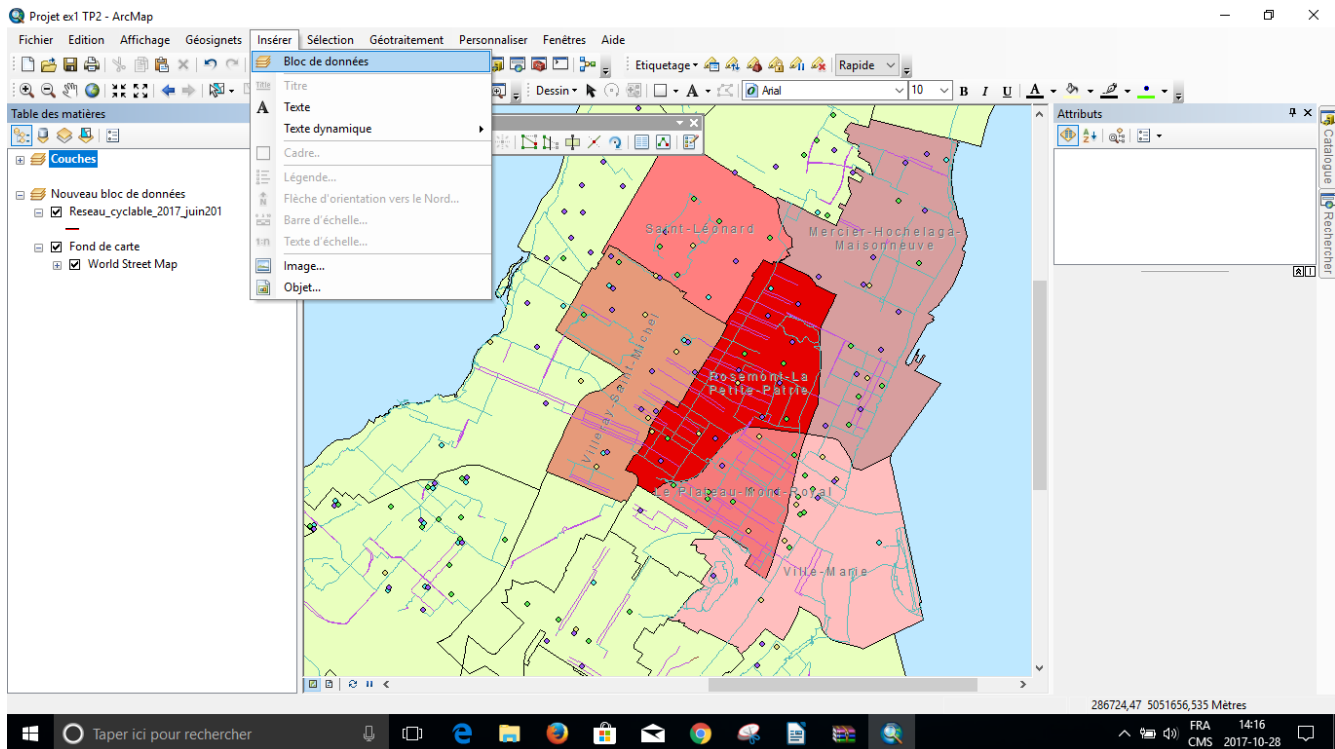 Projet ex1 TP2 - ArcMap
Fichier Edition Affichage Géosignets Insérer Sélection Géotraitement Personnaliser Fenêtres Aide
Etiquetage Rapide
Dessin A Arial 10 B I U A
Table des matières
Couches
Nouveau bloc de données
Reseau_cyclable_2017_juin201
Fond de carte
World Street Map
Bloc de données
Title Titre
A Texte
Texte dynamique
Cadre..
Légende...
N Flèche d'orientation vers le Nord...
Barre d'échelle...
1:n Texte d'échelle...
Image...
Objet...
Saint-Léonard
Mercier-Hochelaga-
Maisonneuve
Villeray-Saint-Michel
Rosemont-La
Petite-Patrie
Le Plateau-Mont-Royal
Ville-Marie
Attributs
Catalogue
Rechercher
286724,47 5051656,535 Mètres
Taper ici pour rechercher
FRA
CMS
14:16
2017-10-28